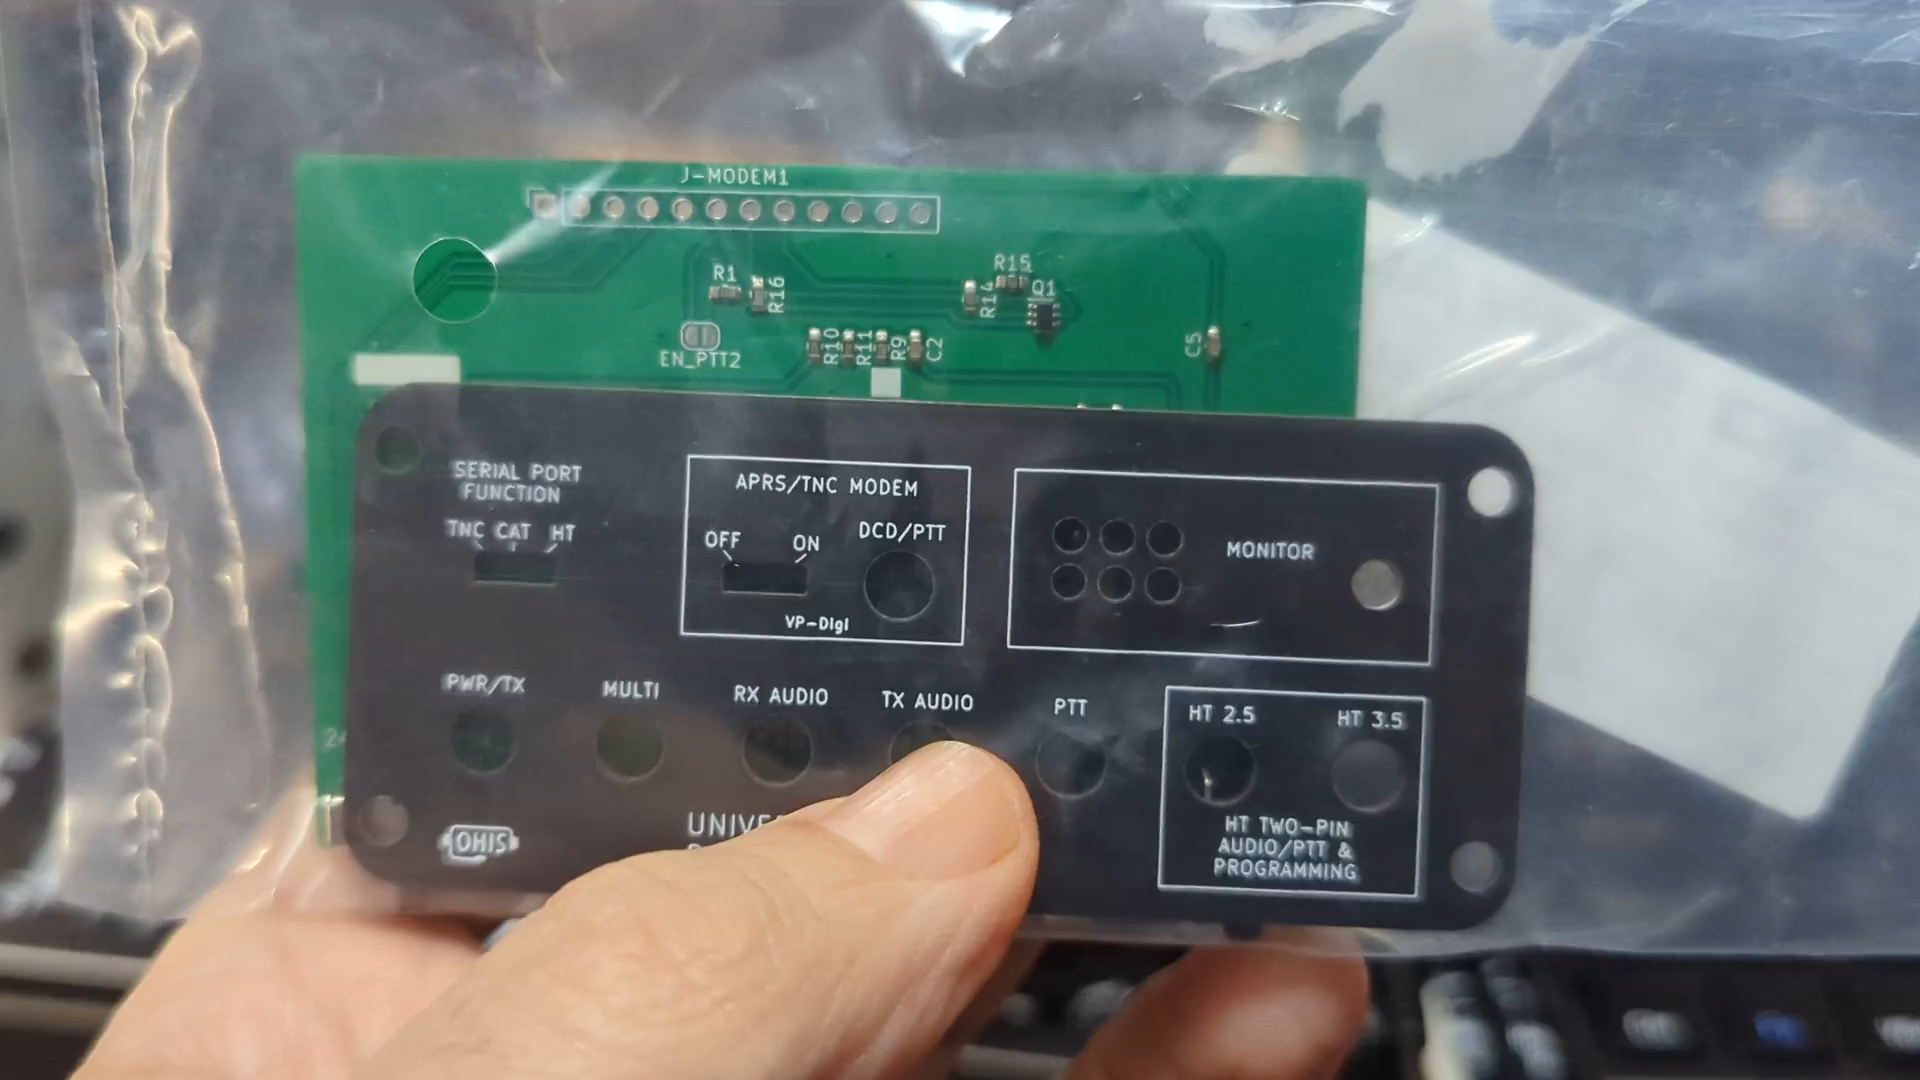 J-MODEM1
R1
R16
R15
R14
Q1
EN_PTT2
R10
R11
R9
C2
C5
SERIAL PORT
FUNCTION
TNC CAT HT
APRS/TNC MODEM
OFF
ON
DCD/PTT
VP-Digi
MONITOR
PWR/TX
MULTI
RX AUDIO
TX AUDIO
PTT
HT 2.5
HT 3.5
HT TWO-PIN
AUDIO/PTT &
PROGRAMMING
OHIS